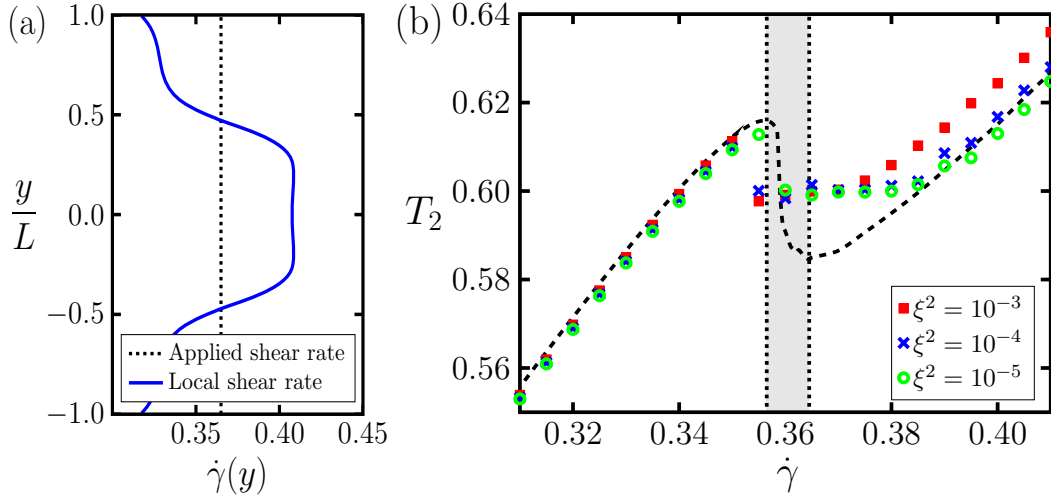 (a)
1.0
0.5
0.0
−0.5
−1.0
y/L
Applied shear rate
Local shear rate
0.35 0.40 0.45
γ̇(y)
(b)
0.64
0.62
0.60
0.58
0.56
T₂
ξ² = 10⁻³
ξ² = 10⁻⁴
ξ² = 10⁻⁵
0.32 0.34 0.36 0.38 0.40
γ̇